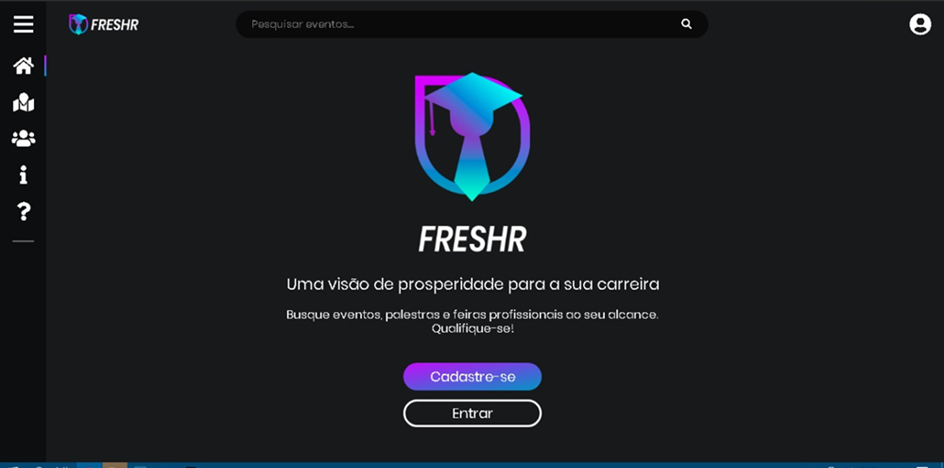 FRESHR
Pesquisar eventos...
FRESHR
Uma visão de prosperidade para a sua carreira
Busque eventos, palestras e feiras profissionais ao seu alcance.
Qualifique-se!
Cadastre-se
Entrar